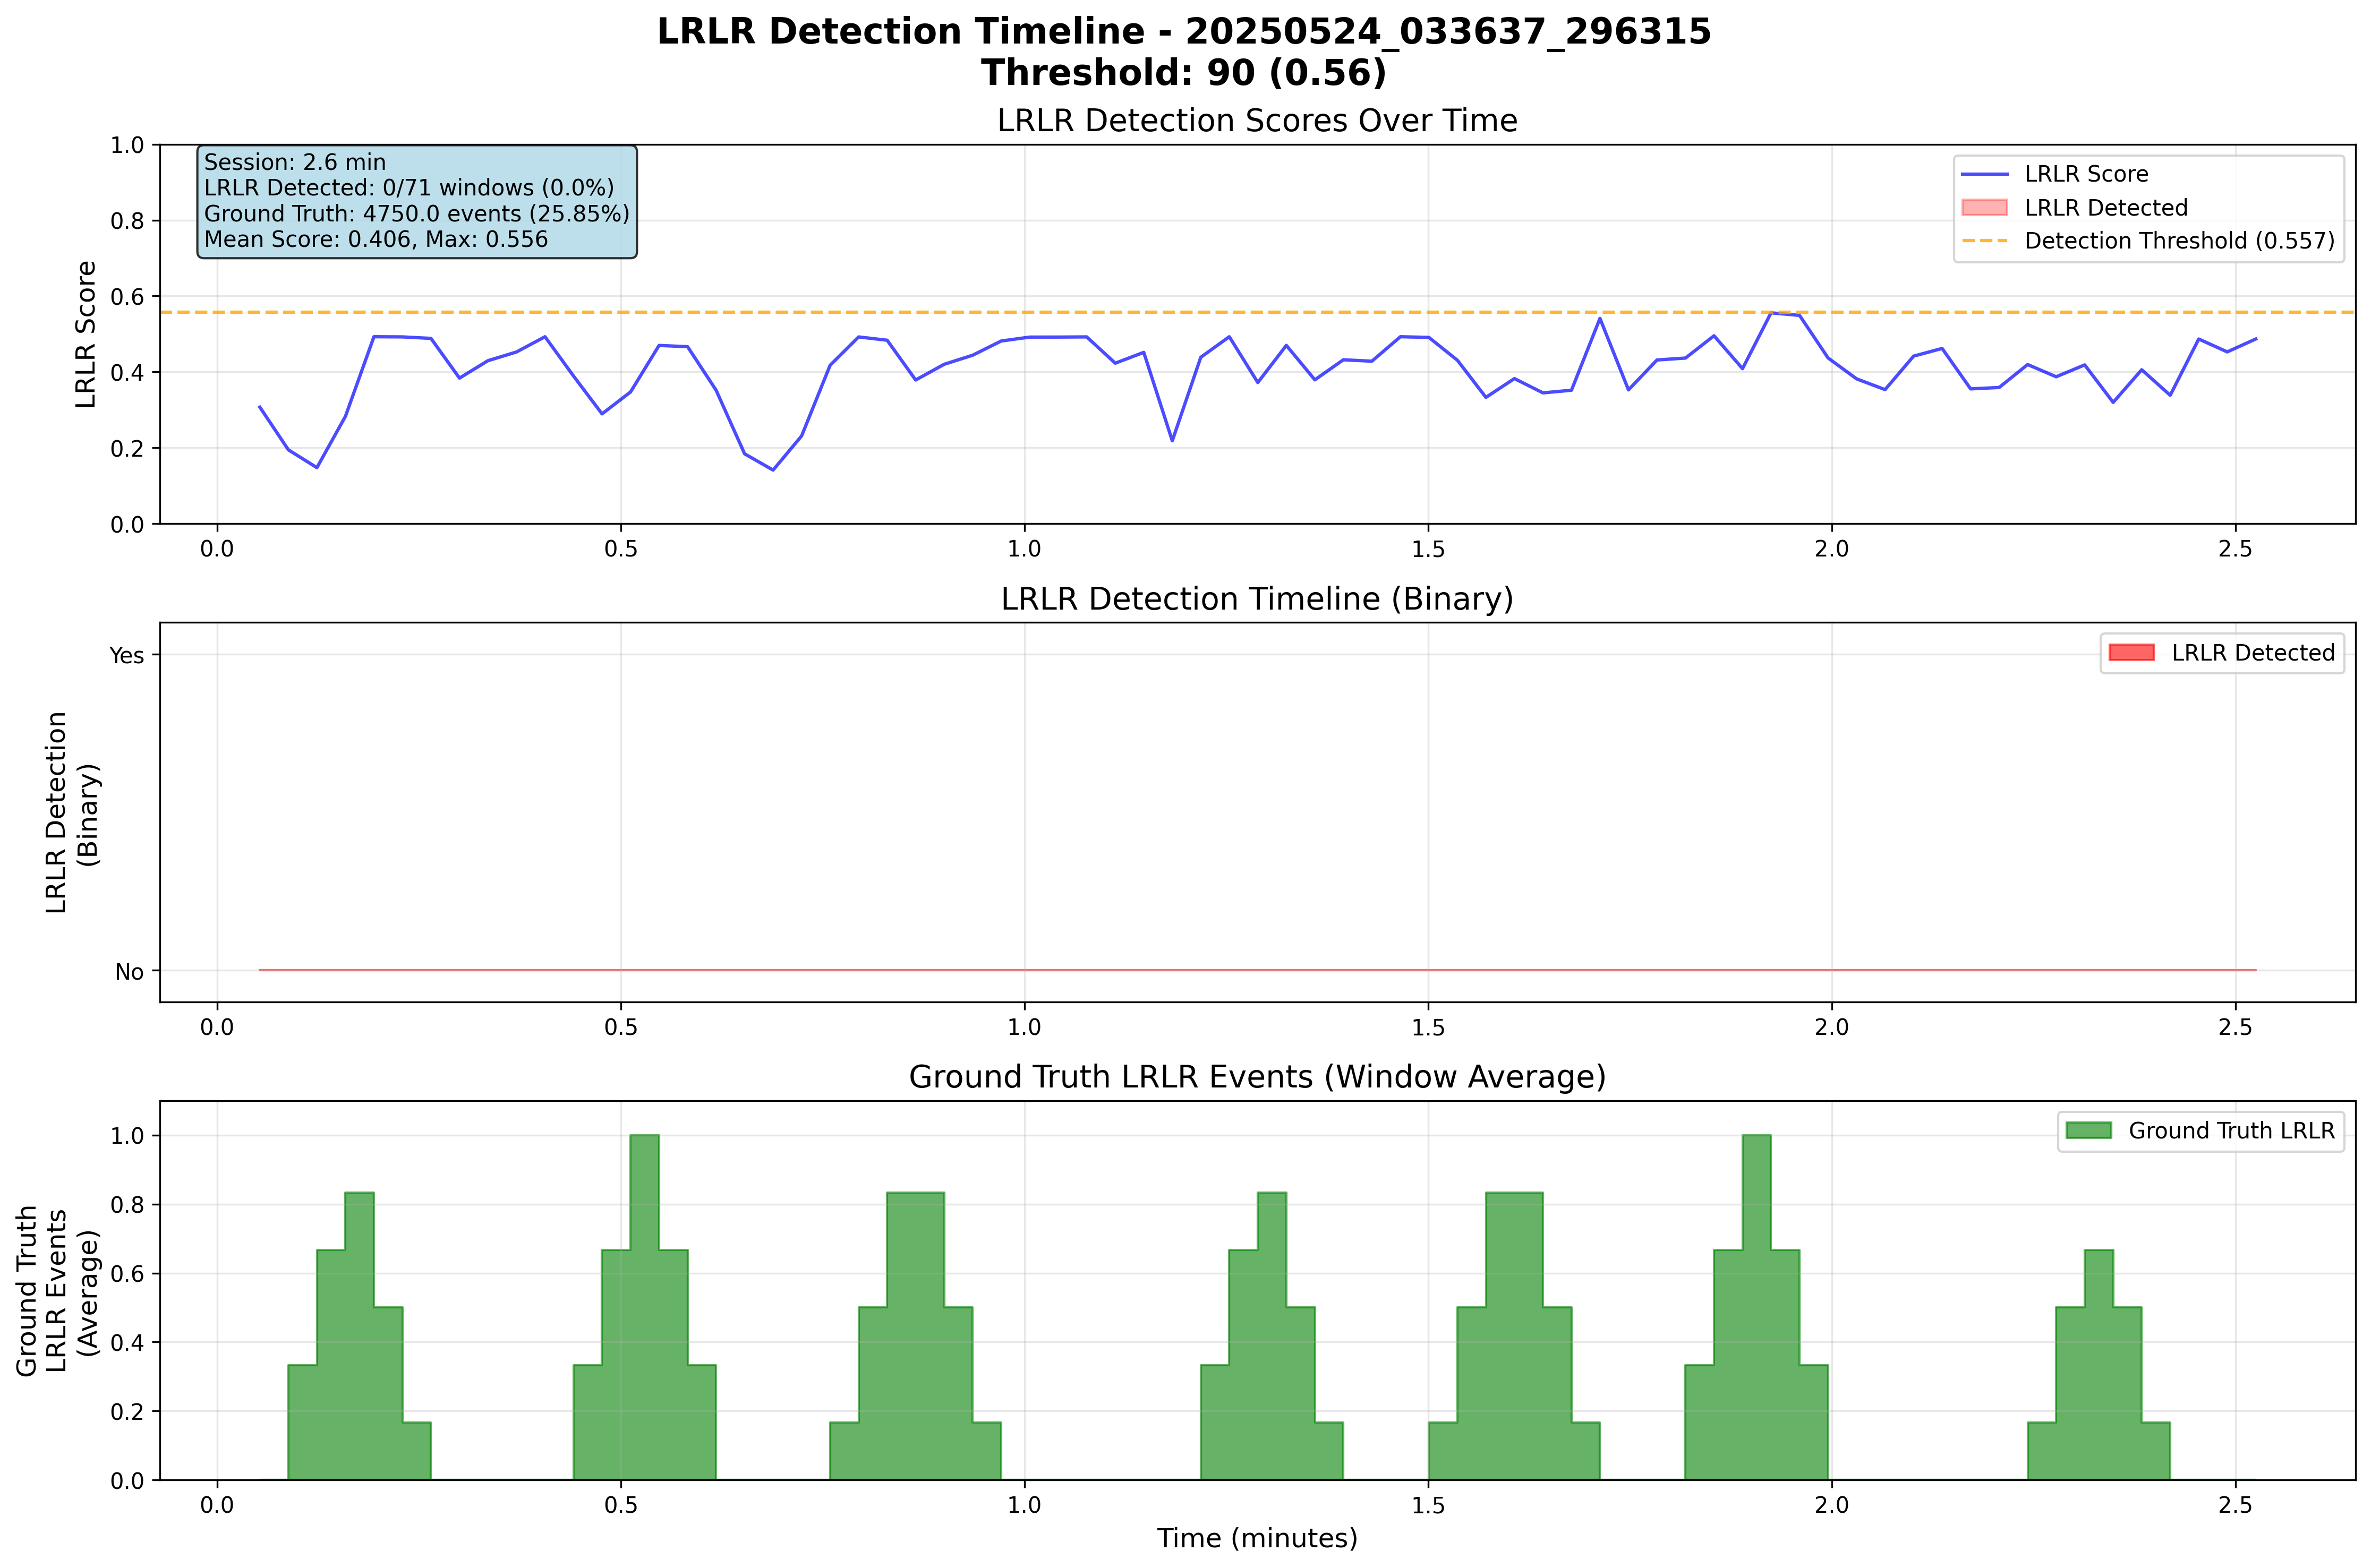 LRLR Detection Timeline - 20250524_033637_296315
Threshold: 90 (0.56)
LRLR Detection Scores Over Time
Session: 2.6 min
LRLR Detected: 0/71 windows (0.0%)
Ground Truth: 4750.0 events (25.85%)
Mean Score: 0.406, Max: 0.556
LRLR Score
LRLR Detected
Detection Threshold (0.557)
LRLR Score
1.0
0.8
0.6
0.4
0.2
0.0
0.0 0.5 1.0 1.5 2.0 2.5
LRLR Detection Timeline (Binary)
LRLR Detected
LRLR Detection
(Binary)
Yes
No
0.0 0.5 1.0 1.5 2.0 2.5
Ground Truth LRLR Events (Window Average)
Ground Truth LRLR
Ground Truth
LRLR Events
(Average)
1.0
0.8
0.6
0.4
0.2
0.0
0.0 0.5 1.0 1.5 2.0 2.5
Time (minutes)